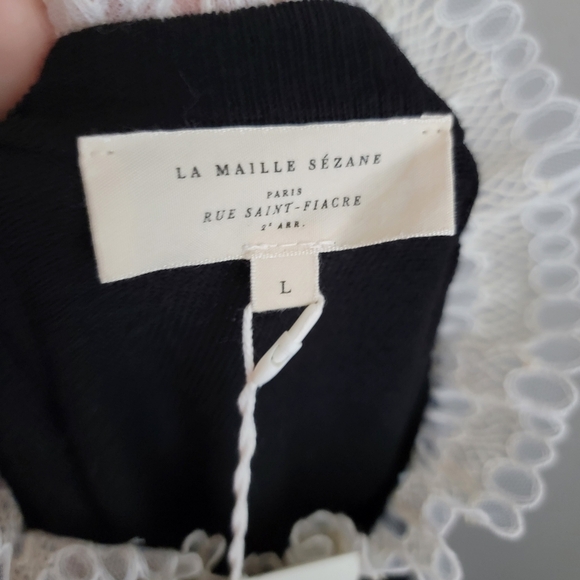 LA MAILLE SÉZANE
PARIS
RUE SAINT-FIACRE
2ᵉ ARR.
L